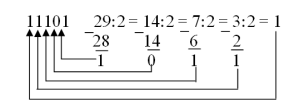 11101 29:2 = 14:2 = 7:2 = 3:2 = 1
− 28 − 14 − 6 − 2
1 0 1 1